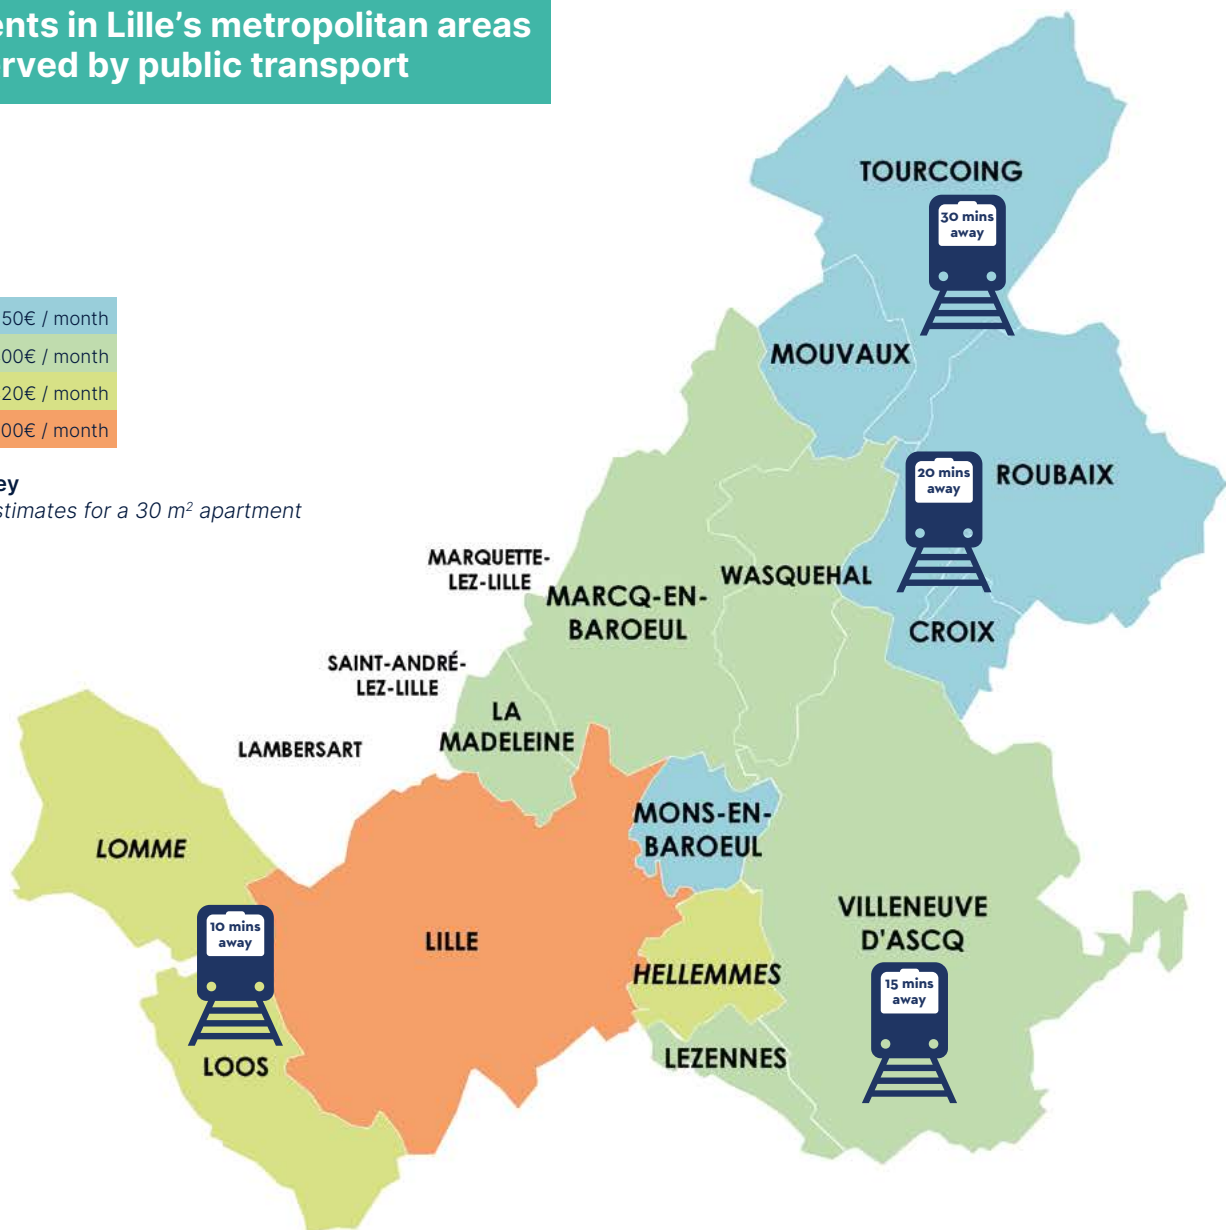 ents in Lille's metropolitan areas
erved by public transport
TOURCOING
30 mins
away
50€ / month
00€ / month
20€ / month
00€ / month
ey
stimates for a 30 m² apartment
MOUVAUX
20 mins
away
ROUBAIX
MARQUETTE-
LEZ-LILLE
MARCQ-EN-
BAROEUL
WASQUEHAL
CROIX
SAINT-ANDRÉ-
LEZ-LILLE
LA
MADELEINE
LAMBERSART
MONS-EN-
BAROEUL
LOMME
VILLENEUVE
D'ASCQ
10 mins
away
LILLE
HELLEMMES
15 mins
away
LEZENNES
LOOS